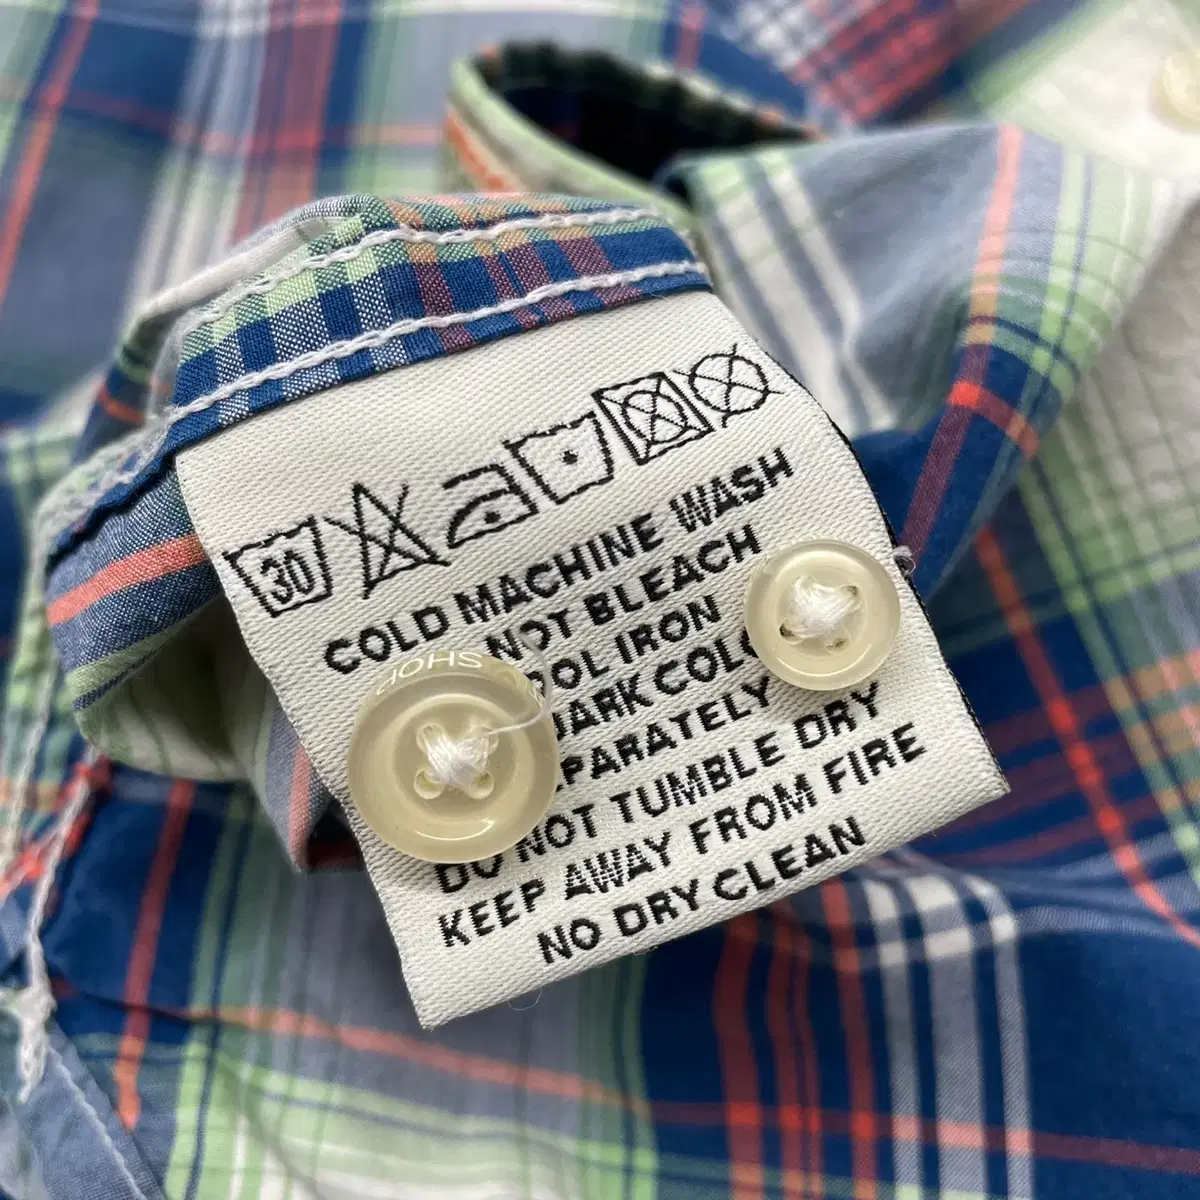 30
COLD MACHINE WASH
NOT BLEACH
OOL IRON
DARK COLO
EPARATELY
DO NOT TUMBLE DRY
KEEP AWAY FROM FIRE
NO DRY CLEAN
SHOP